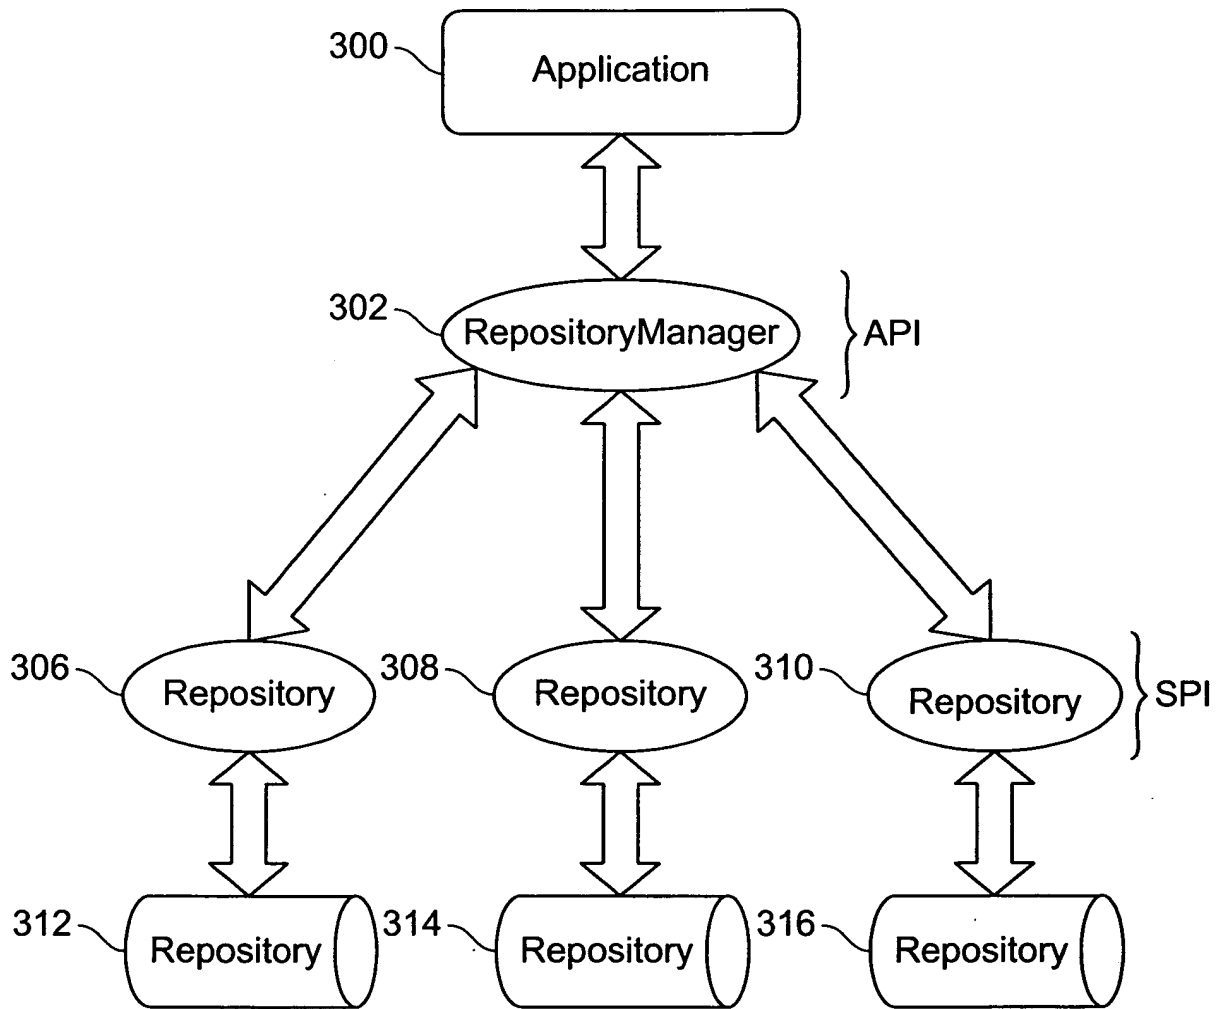 300
Application
302
RepositoryManager
API
306
Repository
308
Repository
310
Repository
SPI
312
Repository
314
Repository
316
Repository